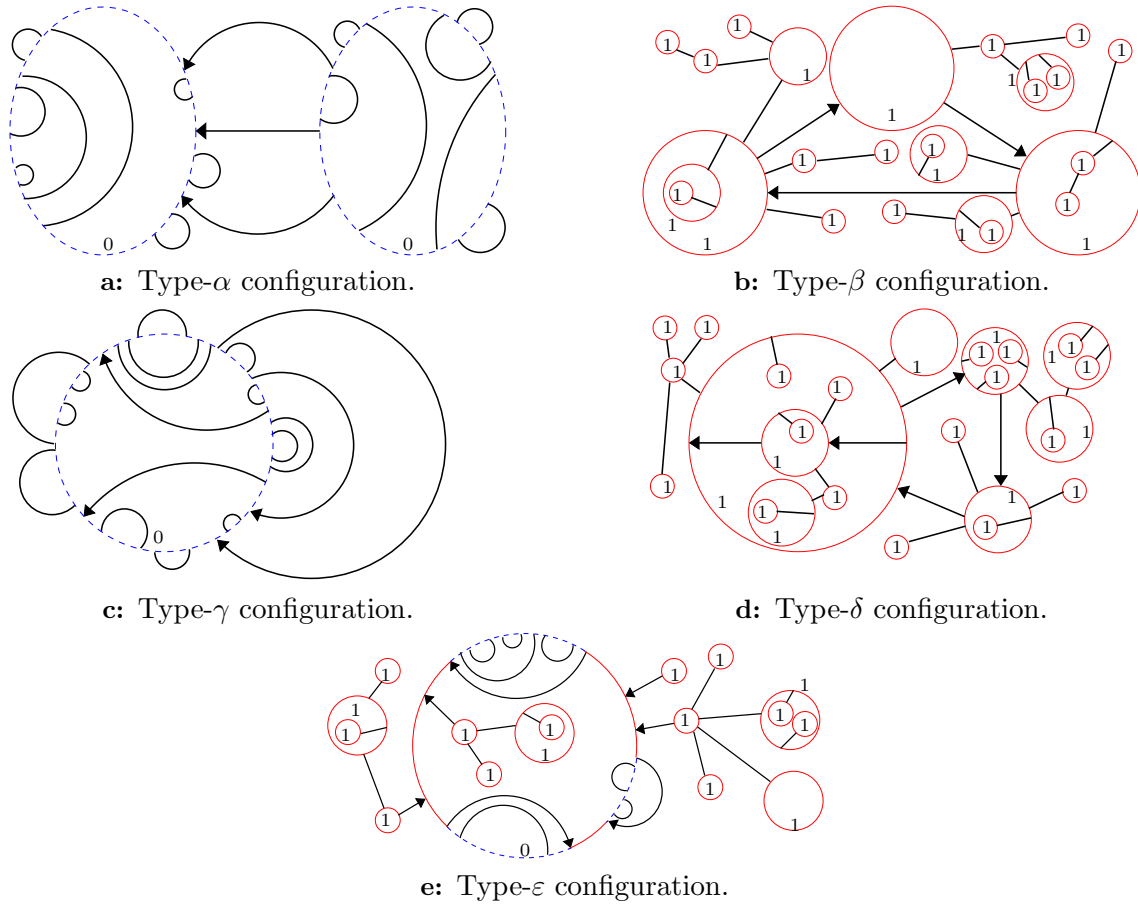 1 1 1 1 1 1 1 1 1 1
0 0 1 1 1 1 1 1 1 1 1 1 1 1 1 1
a: Type-α configuration.
b: Type-β configuration.
1 1 1 1 1 1 1 1 1 1 1 1
0 1 1 1 1 1 1 1 1 1 1 1 1 1 1 1 1
c: Type-γ configuration.
d: Type-δ configuration.
1 1 1 1 1 1 1 1 1 1 1 1 1
0 1 1 1 1
e: Type-ε configuration.